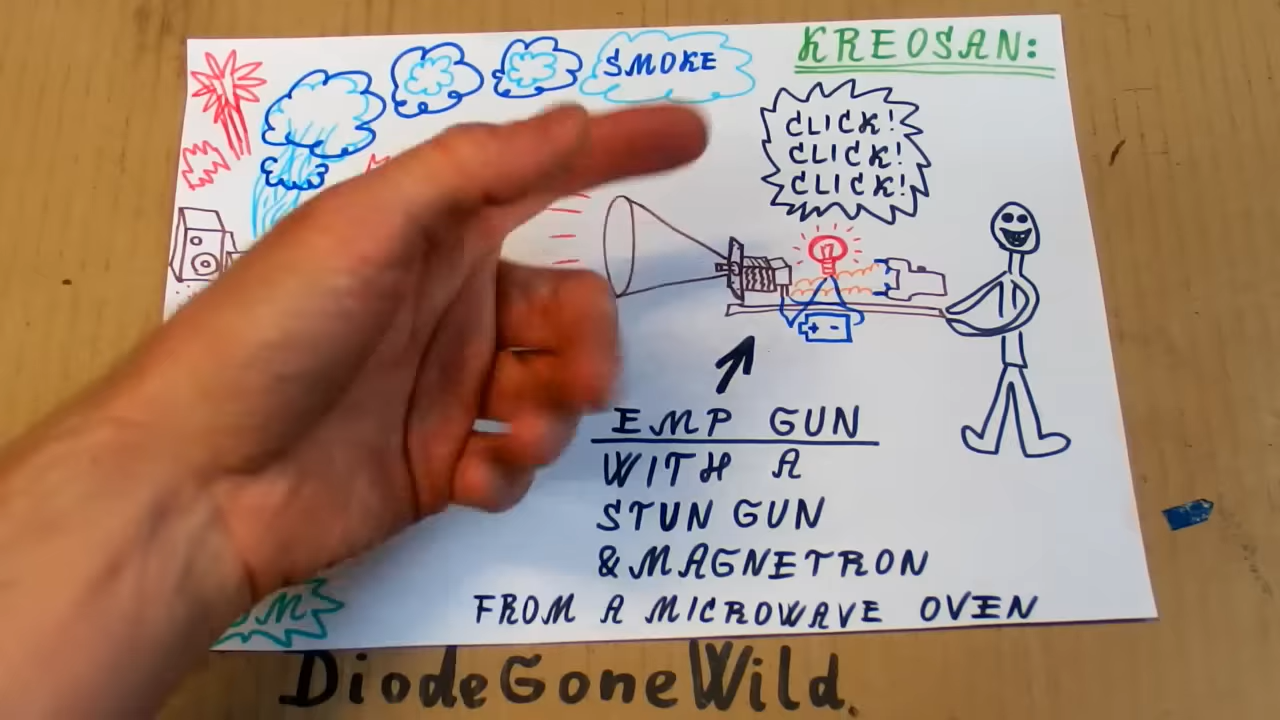 SMOKE
KREOSAN:
CLICK!
CLICK!
CLICK!
+ -
EMP GUN
WITH A
STUN GUN
& MAGNETRON
FROM A MICROWAVE OVEN
DiodeGoneWild.